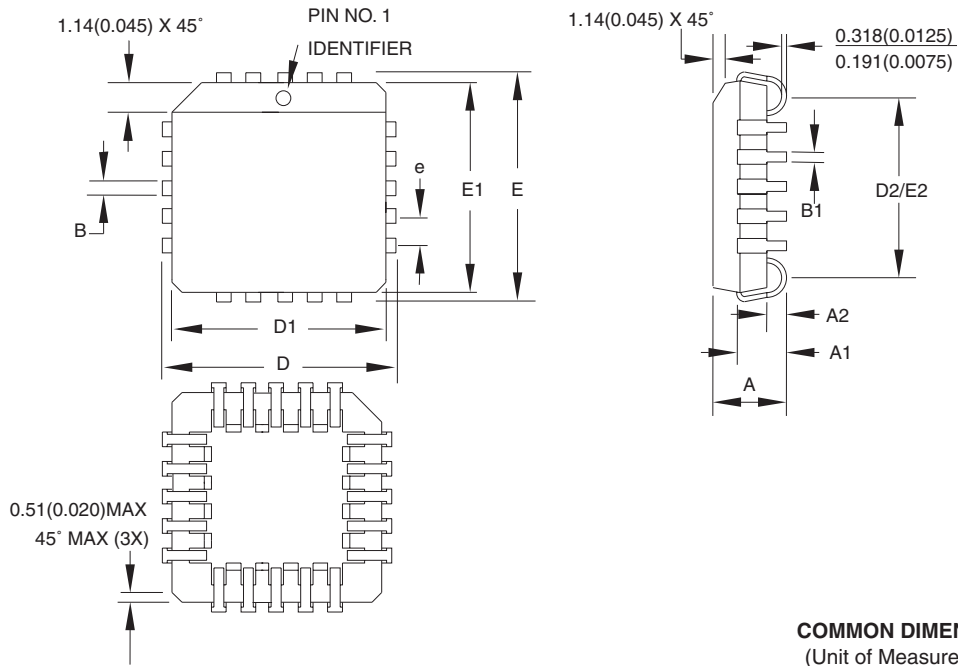 1.14(0.045) X 45°
PIN NO. 1
IDENTIFIER
1.14(0.045) X 45°
0.318(0.0125)
0.191(0.0075)
e
E1
E
B
B1
D2/E2
D1
D
A2
A1
A
0.51(0.020)MAX
45° MAX (3X)
COMMON DIMEN
(Unit of Measure